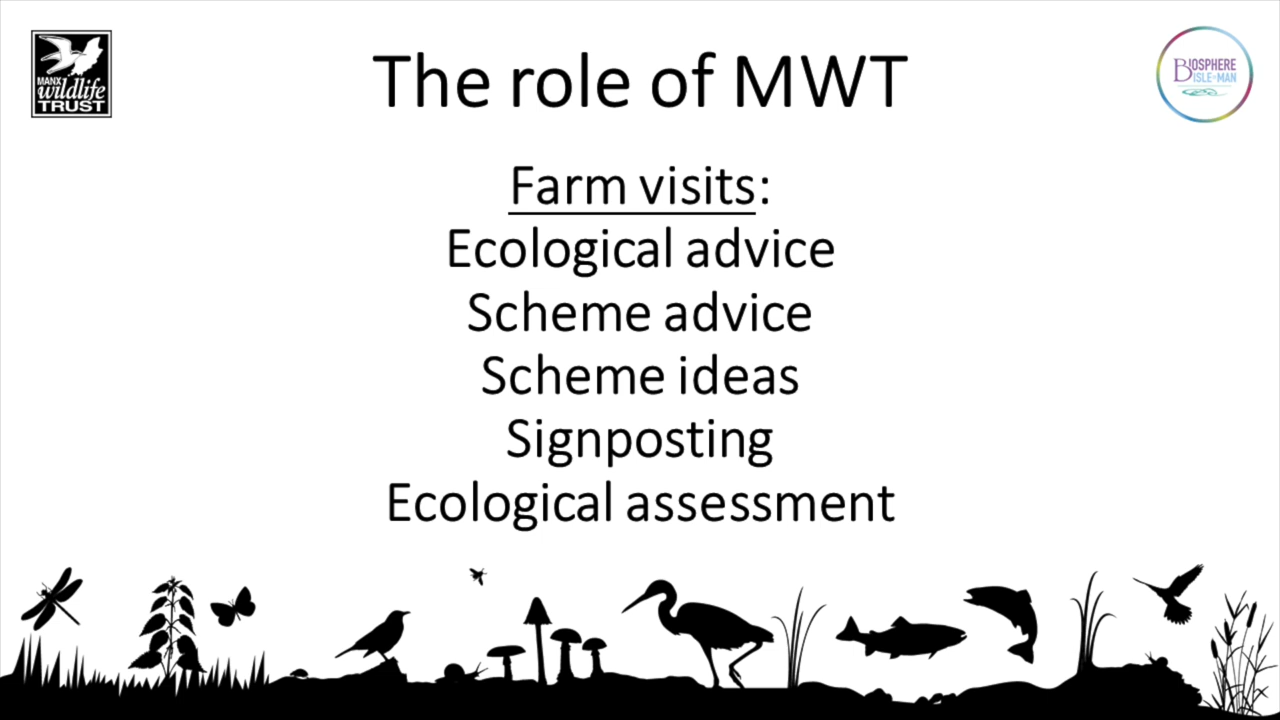 MANX
wildlife
TRUST
The role of MWT
BIOSPHERE
ISLE OF MAN
Farm visits:
Ecological advice
Scheme advice
Scheme ideas
Signposting
Ecological assessment